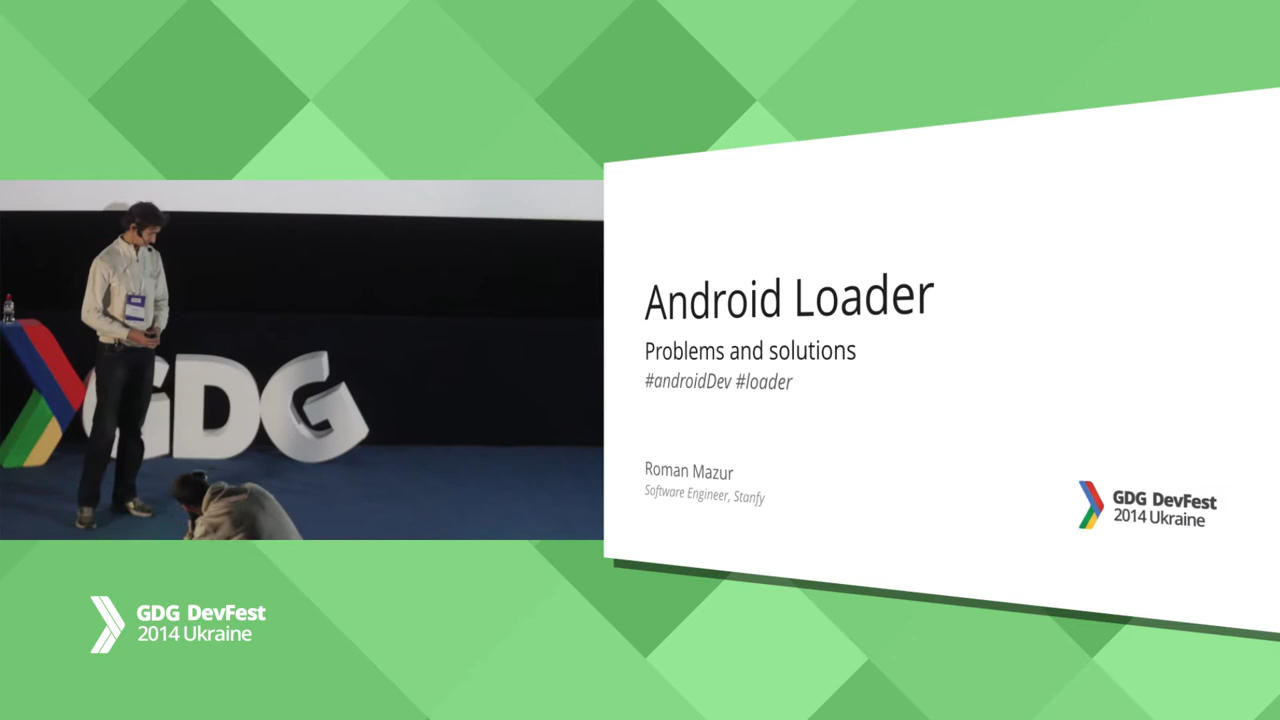 GDG
Android Loader
Problems and solutions
#androidDev #loader
Roman Mazur
Software Engineer, Stanfy
GDG DevFest
2014 Ukraine
GDG DevFest
2014 Ukraine